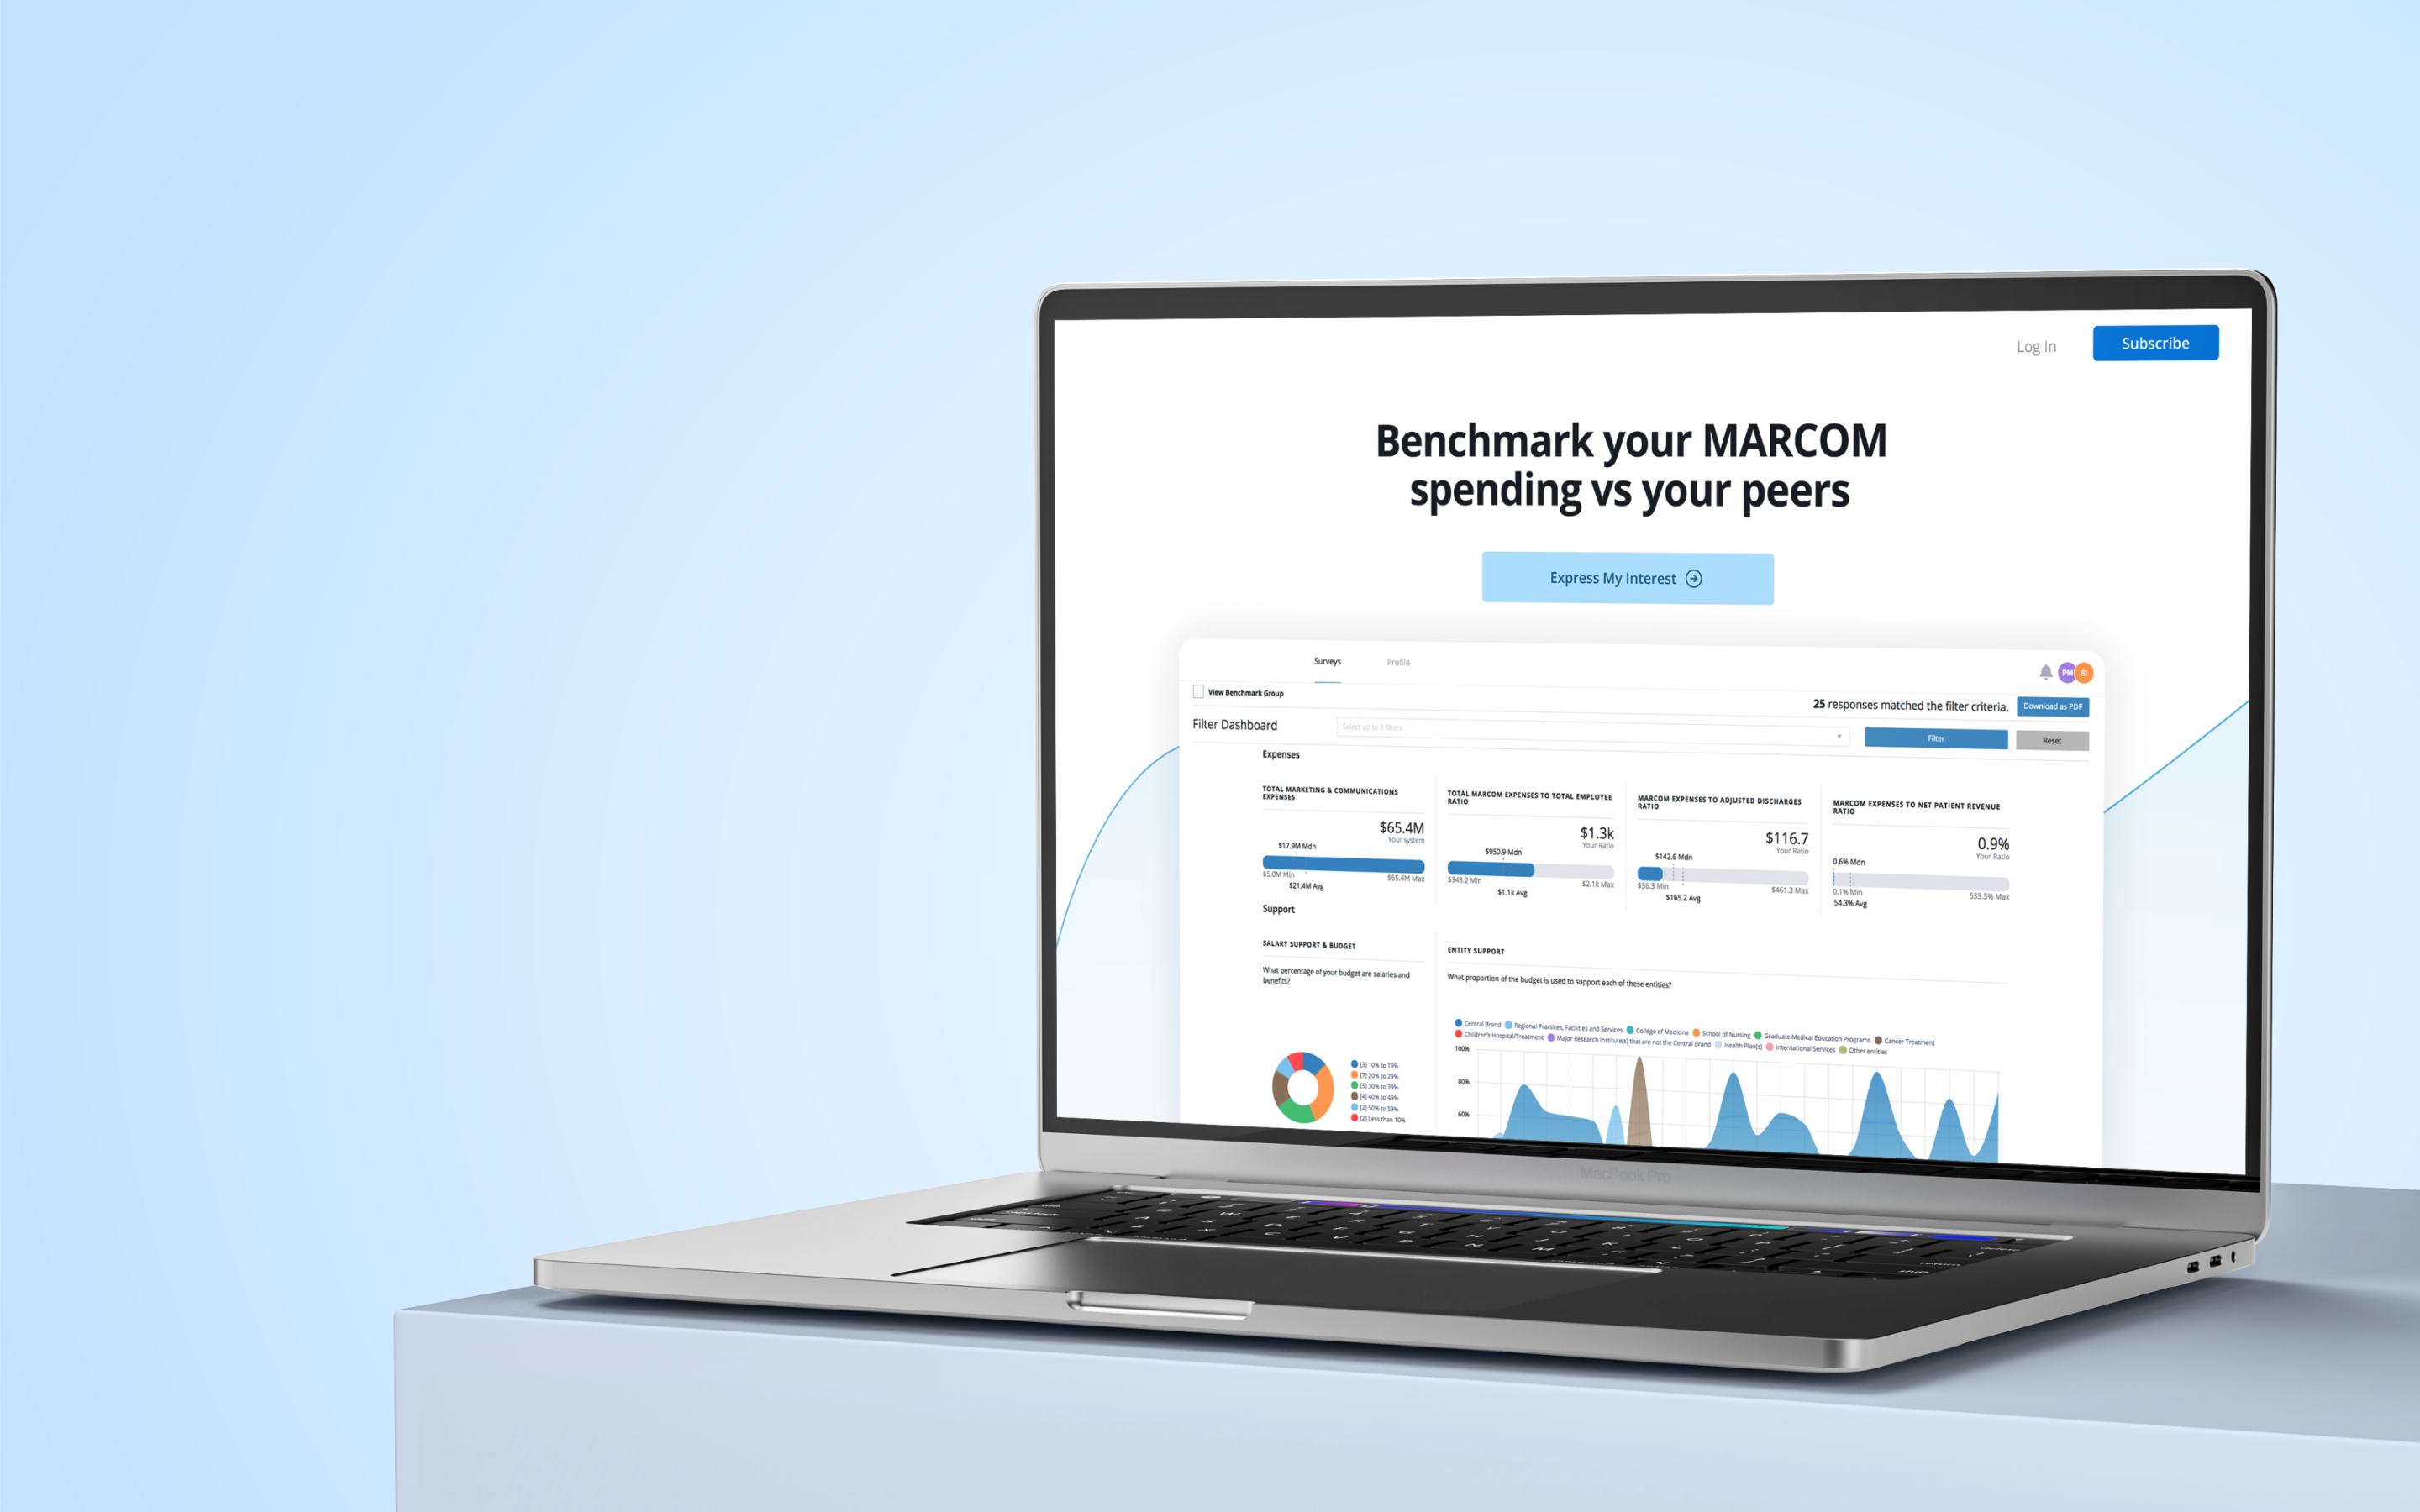 Log In
Subscribe
Benchmark your MARCOM
spending vs your peers
Express My Interest
Surveys
Profile
PM
BI
View Benchmark Group
25 responses matched the filter criteria.
Download as PDF
Filter Dashboard
Select up to 3 filters
Filter
Reset
Expenses
TOTAL MARKETING & COMMUNICATIONS
EXPENSES
$65.4M
Your system
$17.9M Mdn
$5.0M Min
$65.4M Max
$21.4M Avg
TOTAL MARCOM EXPENSES TO TOTAL EMPLOYEE
RATIO
$1.3k
Your Ratio
$950.9 Mdn
$343.2 Min
$2.1k Max
$1.1k Avg
MARCOM EXPENSES TO ADJUSTED DISCHARGES
RATIO
$116.7
Your Ratio
$142.6 Mdn
$56.3 Min
$461.3 Max
$165.2 Avg
MARCOM EXPENSES TO NET PATIENT REVENUE
RATIO
0.9%
Your Ratio
0.6% Mdn
0.1% Min
533.3% Max
54.3% Avg
Support
SALARY SUPPORT & BUDGET
What percentage of your budget are salaries and
benefits?
[3] 10% to 19%
[7] 20% to 29%
[5] 30% to 39%
[4] 40% to 49%
[2] 50% to 59%
[2] Less than 10%
ENTITY SUPPORT
What proportion of the budget is used to support each of these entities?
Central Brand Regional Practices, Facilities and Services College of Medicine School of Nursing Graduate Medical Education Programs Cancer Treatment
Children's Hospital/Treatment Major Research Institute(s) that are not the Central Brand Health Plan(s) International Services Other entities
100%
80%
60%
MacBook Pro